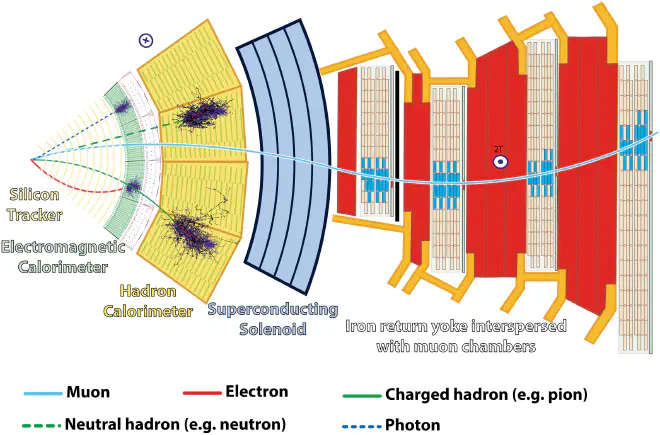 2T
Silicon
Tracker
Electromagnetic
Calorimeter
Hadron
Calorimeter
Superconducting
Solenoid
Iron return yoke interspersed
with muon chambers
Muon
Electron
Charged hadron (e.g. pion)
Neutral hadron (e.g. neutron)
Photon